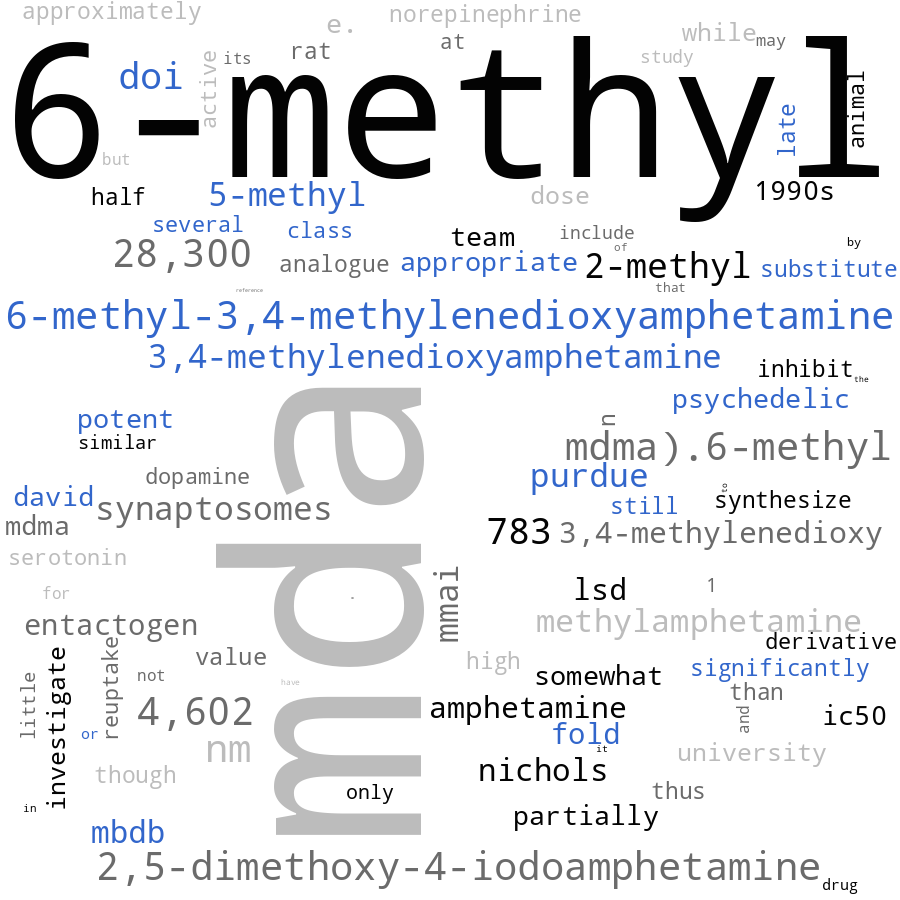 approximately
norepinephrine
e.
while
may
at
rat
its
study
6-methyl
doi
active
late
animal
but
half
5-methyl
dose
1990s
several
class
team
include
of
by
28,300
analogue
appropriate
2-methyl
substitute
that
reference
6-methyl-3,4-methylenedioxyamphetamine
3,4-methylenedioxyamphetamine
inhibit
the
psychedelic
mda
potent
n
similar
mdma).6-methyl
dopamine
purdue
david
synaptosomes
to
synthesize
still
mdma
783
3,4-methylenedioxy
serotonin
mmai
lsd
1
for
.
entactogen
methylamphetamine
derivative
reuptake
value
high
significantly
not
somewhat
little
investigate
have
than
4,602
amphetamine
and
ic50
or
fold
nm
it
university
though
nichols
only
thus
in
partially
mbdb
2,5-dimethoxy-4-iodoamphetamine
drug